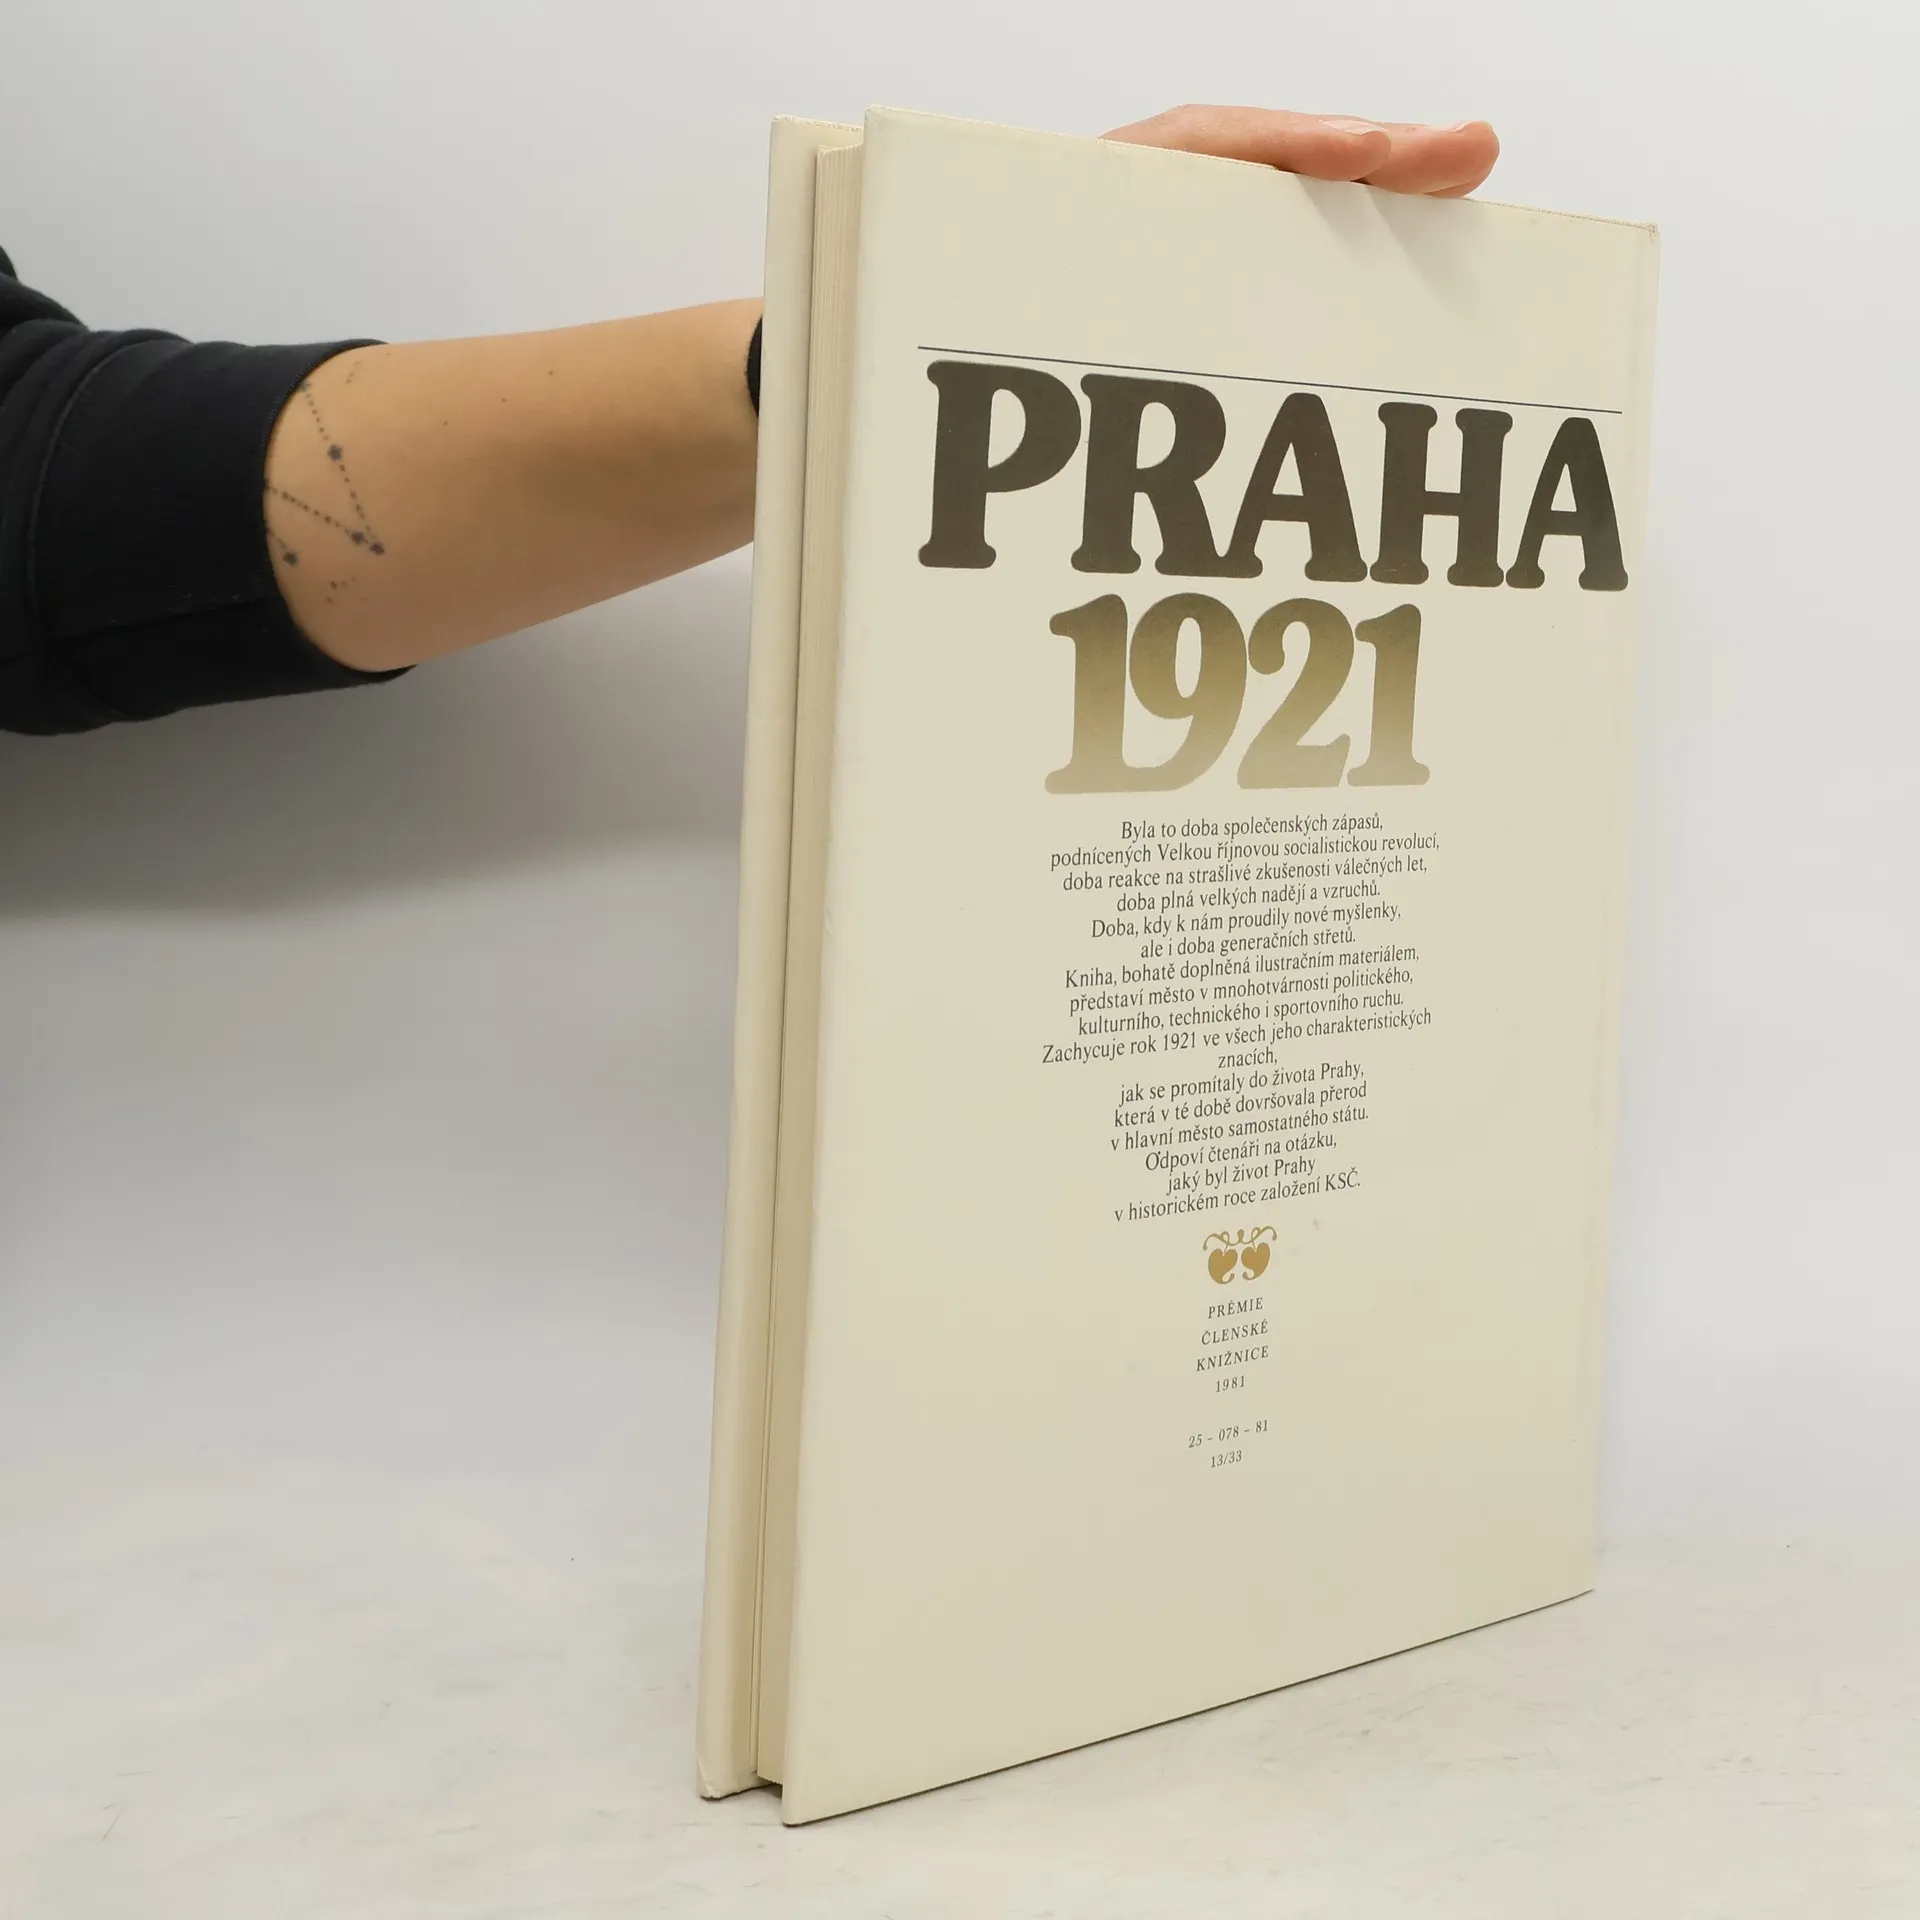 PRAHA
1921
Byla to doba společenských zápasů,
podnícených Velkou říjnovou socialistickou revolucí,
doba reakce na strašlivé zkušenosti válečných let,
doba plná velkých nadějí a vzruchů.
Doba, kdy k nám proudily nové myšlenky,
ale i doba generačních střetů.
Kniha, bohatě doplněná ilustračním materiálem,
představí město v mnohotvárnosti politického,
kulturního, technického i sportovního ruchu.
Zachycuje rok 1921 ve všech jeho charakteristických
znacích,
jak se promítaly do života Prahy,
která v té době dovršovala přerod
v hlavní město samostatného státu.
Odpoví čtenáři na otázku,
jaký byl život Prahy
v historickém roce založení KSČ.
PRÉMIE
ČLENSKÉ
KNIŽNICE
1981
25 – 078 – 81
13/33